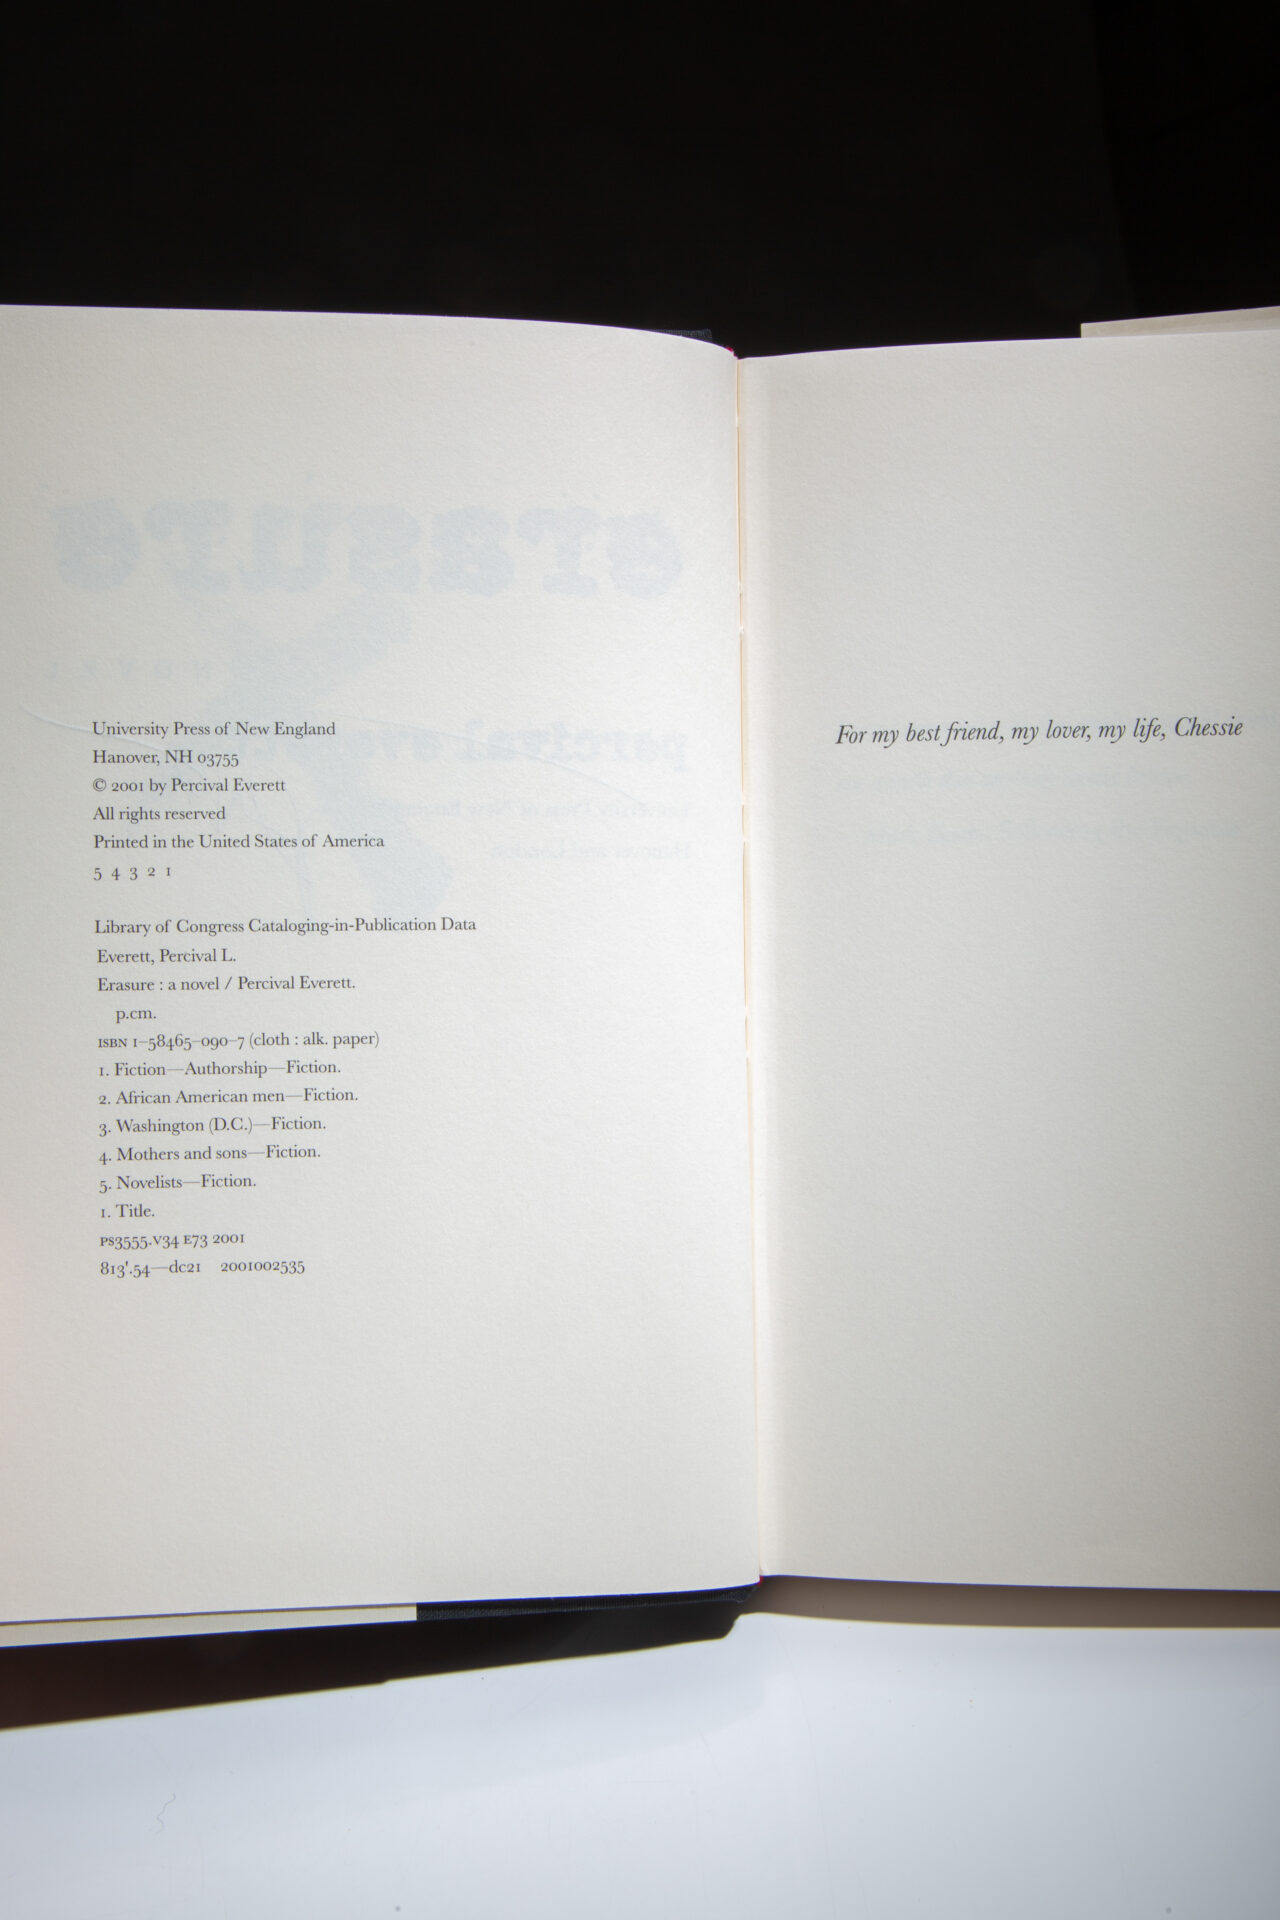 University Press of New England
Hanover, NH 03755
© 2001 by Percival Everett
All rights reserved
Printed in the United States of America
5 4 3 2 1
Library of Congress Cataloging-in-Publication Data
Everett, Percival L.
Erasure : a novel / Percival Everett.
p.cm.
ISBN 1–58465–090–7 (cloth : alk. paper)
1. Fiction—Authorship—Fiction.
2. African American men—Fiction.
3. Washington (D.C.)—Fiction.
4. Mothers and sons—Fiction.
5. Novelists—Fiction.
1. Title.
PS3555.V34 E73 2001
813'.54—dc21 2001002535
For my best friend, my lover, my life, Chessie